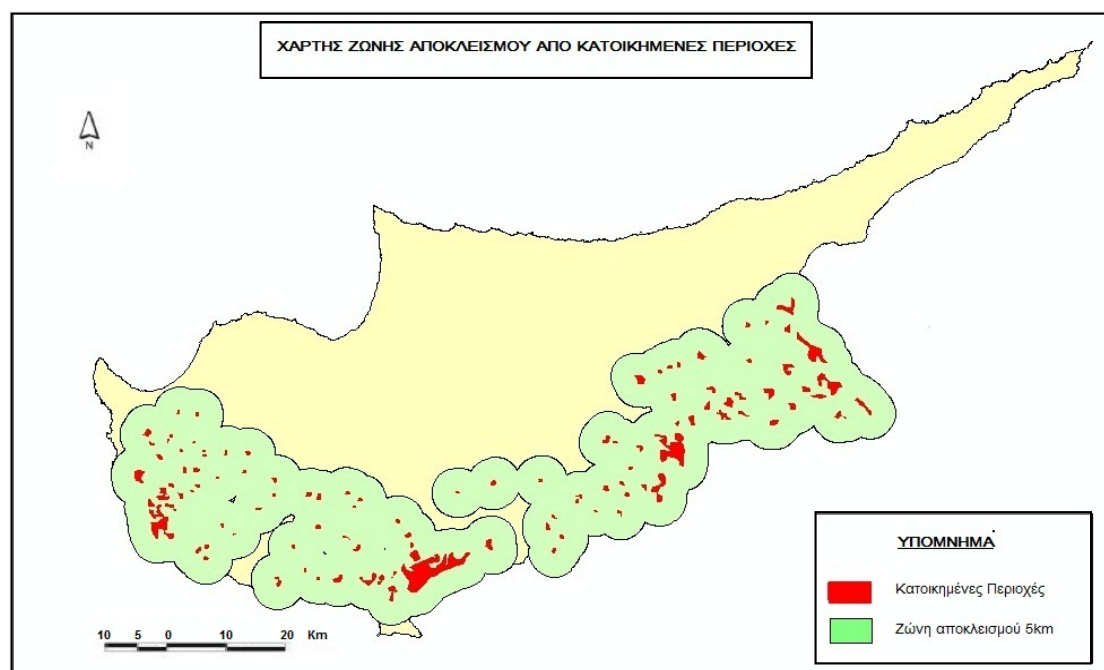 ΧΑΡΤΗΣ ΖΩΝΗΣ ΑΠΟΚΛΕΙΣΜΟΥ ΑΠΟ ΚΑΤΟΙΚΗΜΕΝΕΣ ΠΕΡΙΟΧΕΣ
N
ΥΠΟΜΝΗΜΑ
Κατοικημένες Περιοχές
Ζώνη αποκλεισμού 5km
10 5 0 10 20 Km